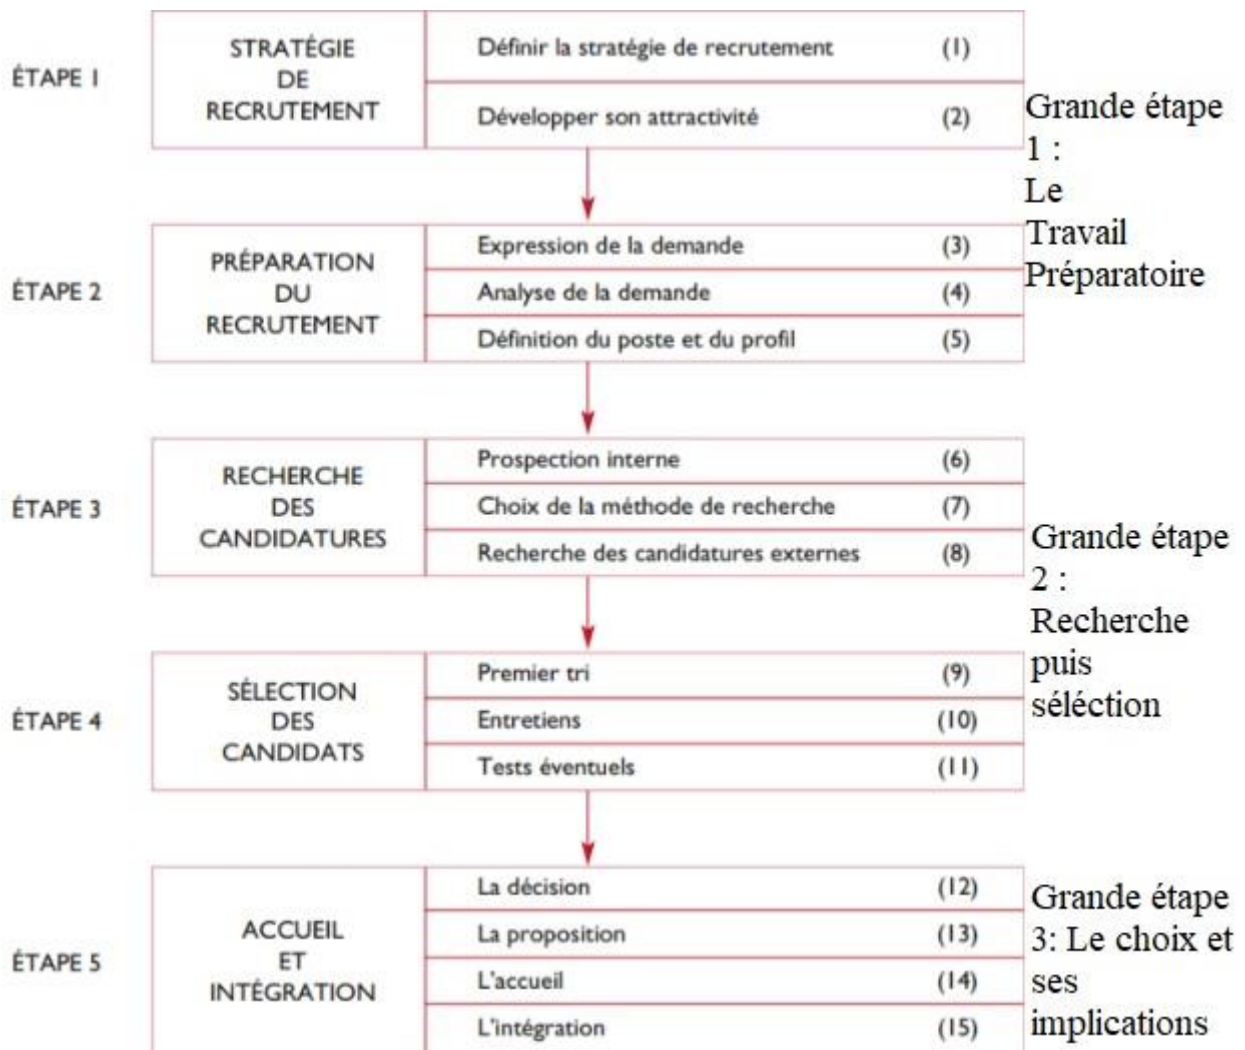 ÉTAPE 1
STRATÉGIE
DE
RECRUTEMENT
Définir la stratégie de recrutement (1)
Développer son attractivité (2)
Grande étape
1 :
Le
Travail
Préparatoire
ÉTAPE 2
PRÉPARATION
DU
RECRUTEMENT
Expression de la demande (3)
Analyse de la demande (4)
Définition du poste et du profil (5)
ÉTAPE 3
RECHERCHE
DES
CANDIDATURES
Prospection interne (6)
Choix de la méthode de recherche (7)
Recherche des candidatures externes (8)
Grande étape
2 :
Recherche
puis
séléction
ÉTAPE 4
SÉLECTION
DES
CANDIDATS
Premier tri (9)
Entretiens (10)
Tests éventuels (11)
ÉTAPE 5
ACCUEIL
ET
INTÉGRATION
La décision (12)
La proposition (13)
L'accueil (14)
L'intégration (15)
Grande étape
3: Le choix et
ses
implications